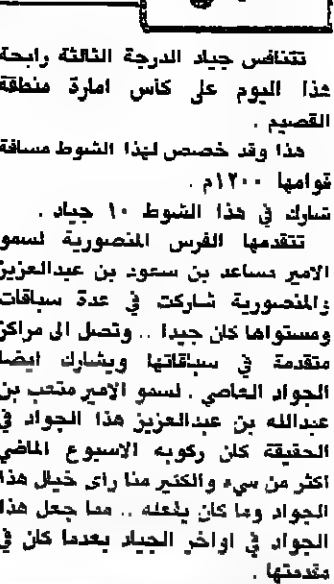 تتنافس جياد الدرجة الثالثة رابحة
هذا اليوم على كأس امارة منطقة
القصيم .
هذا وقد خصص لهذا الشوط مسافة
قوامها ١٢٠٠م .
تشارك في هذا الشوط ١٠ جياد .
تتقدمها الفرس المنصورية لسمو
الامير مساعد بن سعود بن عبدالعزيز
والمنصورية شاركت في عدة سباقات
ومستواها كان جيدا .. وتصل الى مراكز
متقدمة في سباقاتها ويشارك ايضا
الجواد العاصي . لسمو الامير متعب بن
عبدالله بن عبدالعزيز هذا الجواد في
الحقيقة كان ركوبه الاسبوع الماضي
اكثر من سيء والكثير منا راى خيال هذا
الجواد وما كان يفعله .. مما جعل هذا
الجواد في اواخر الجياد بعدما كان في
مقدمتها